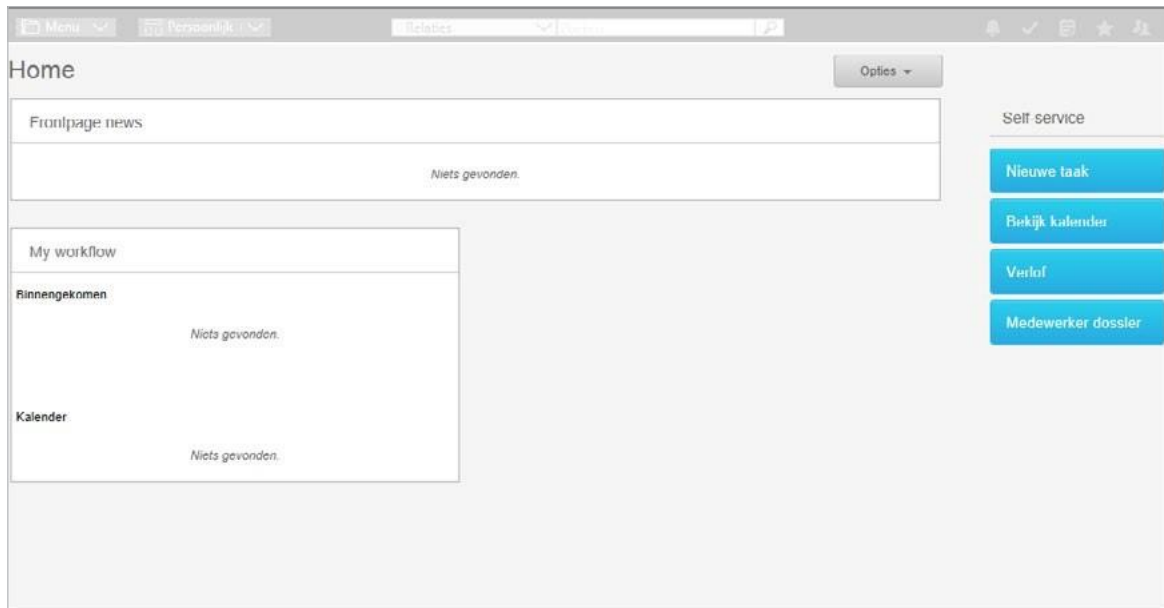 Menu
Persoonlijk
Relaties
Home
Opties
Frontpage news
Niets gevonden.
My workflow
Binnengekomen
Niets gevonden.
Kalender
Niets gevonden.
Self service
Nieuwe taak
Bekijk kalender
Verlof
Medewerker dossier